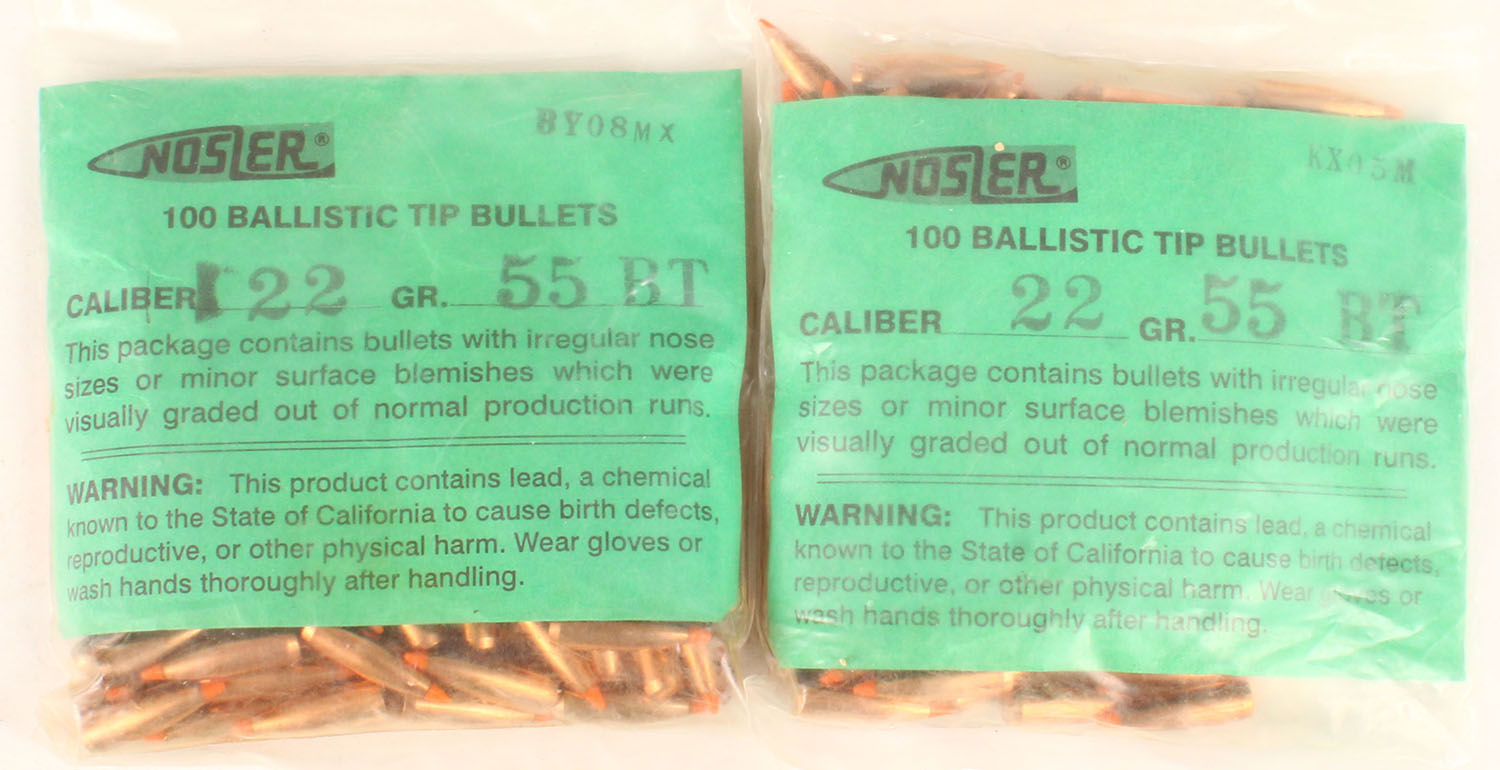 BY08MX
NOSLER®
100 BALLISTIC TIP BULLETS
CALIBER 22 GR. 55 BT
This package contains bullets with irregular nose
sizes or minor surface blemishes which were
visually graded out of normal production runs.
WARNING: This product contains lead, a chemical
known to the State of California to cause birth defects,
reproductive, or other physical harm. Wear gloves or
wash hands thoroughly after handling.
KX05M
NOSLER®
100 BALLISTIC TIP BULLETS
CALIBER 22 GR. 55 BT
This package contains bullets with irregular nose
sizes or minor surface blemishes which were
visually graded out of normal production runs.
WARNING: This product contains lead, a chemical
known to the State of California to cause birth defects,
reproductive, or other physical harm. Wear gloves or
wash hands thoroughly after handling.